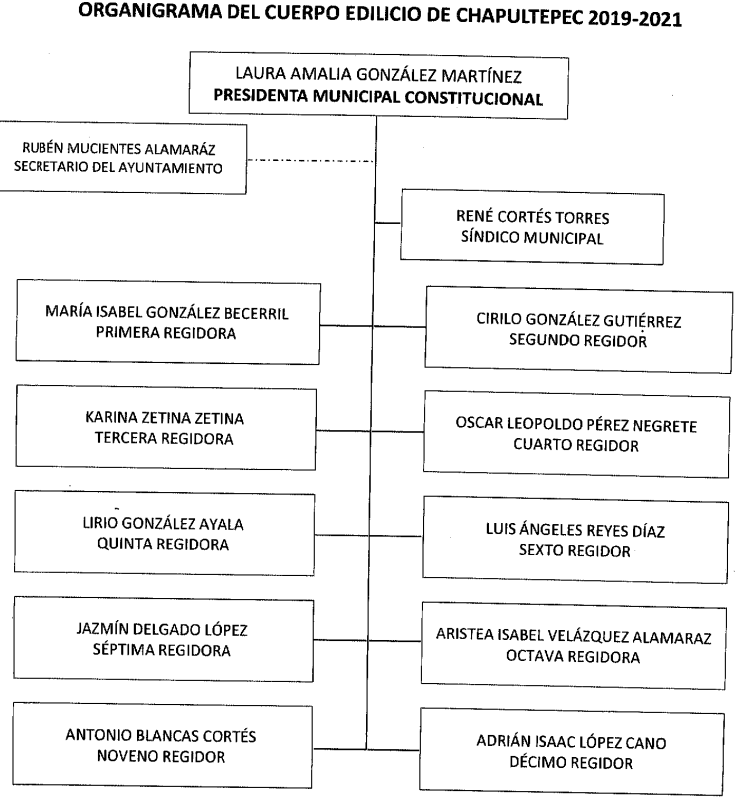 ORGANIGRAMA DEL CUERPO EDILICIO DE CHAPULTEPEC 2019-2021
LAURA AMALIA GONZÁLEZ MARTÍNEZ
PRESIDENTA MUNICIPAL CONSTITUCIONAL
RUBÉN MUCIENTES ALAMARÁZ
SECRETARIO DEL AYUNTAMIENTO
RENÉ CORTÉS TORRES
SÍNDICO MUNICIPAL
MARÍA ISABEL GONZÁLEZ BECERRIL
PRIMERA REGIDORA
CIRILO GONZÁLEZ GUTIÉRREZ
SEGUNDO REGIDOR
KARINA ZETINA ZETINA
TERCERA REGIDORA
OSCAR LEOPOLDO PÉREZ NEGRETE
CUARTO REGIDOR
LIRIO GONZÁLEZ AYALA
QUINTA REGIDORA
LUIS ÁNGELES REYES DÍAZ
SEXTO REGIDOR
JAZMÍN DELGADO LÓPEZ
SÉPTIMA REGIDORA
ARISTEA ISABEL VELÁZQUEZ ALAMARAZ
OCTAVA REGIDORA
ANTONIO BLANCAS CORTÉS
NOVENO REGIDOR
ADRIÁN ISAAC LÓPEZ CANO
DÉCIMO REGIDOR